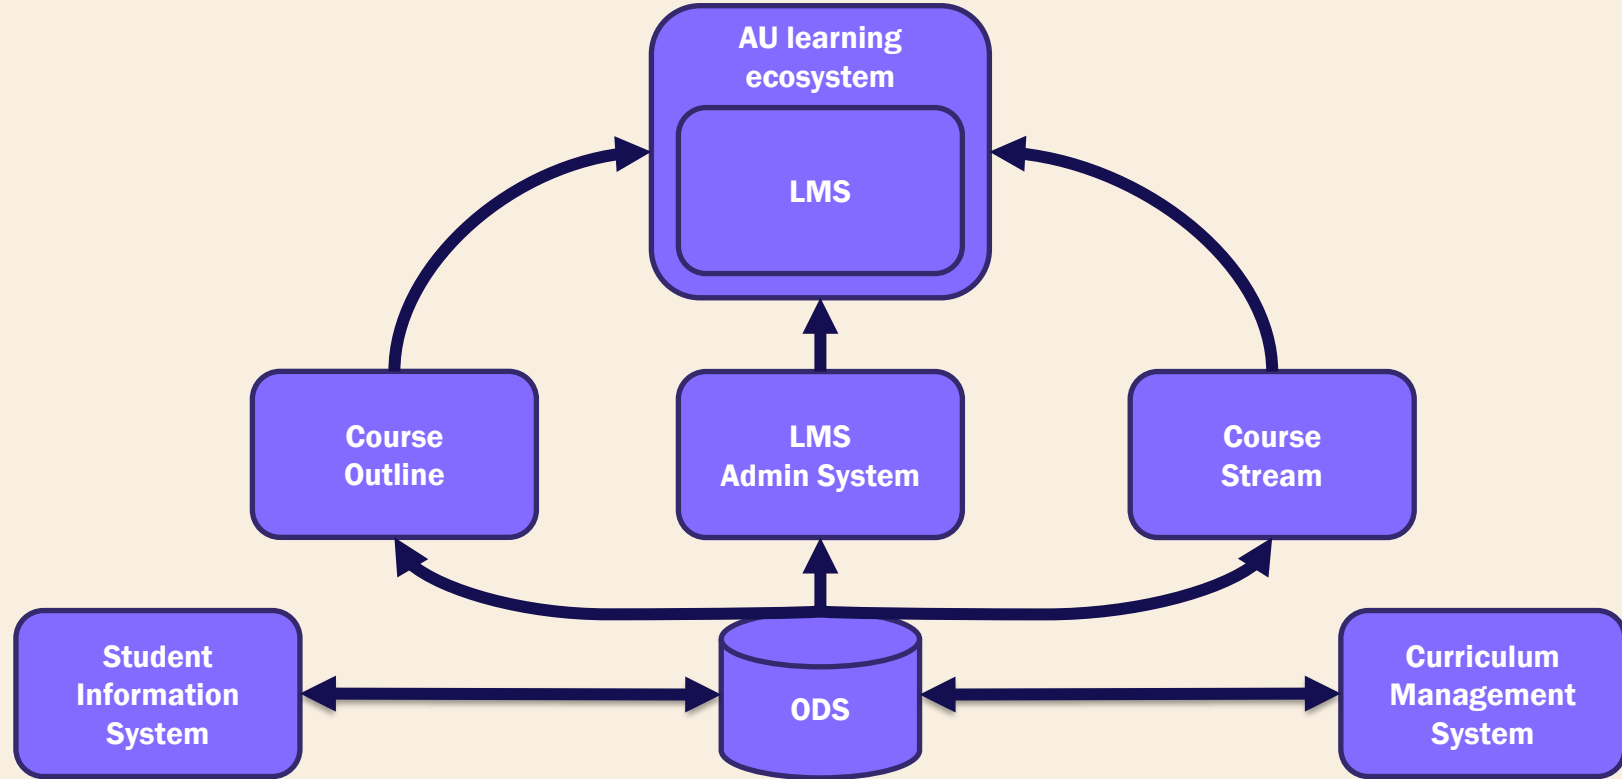 AU learning
ecosystem
LMS
Course
Outline
LMS
Admin System
Course
Stream
Student
Information
System
ODS
Curriculum
Management
System